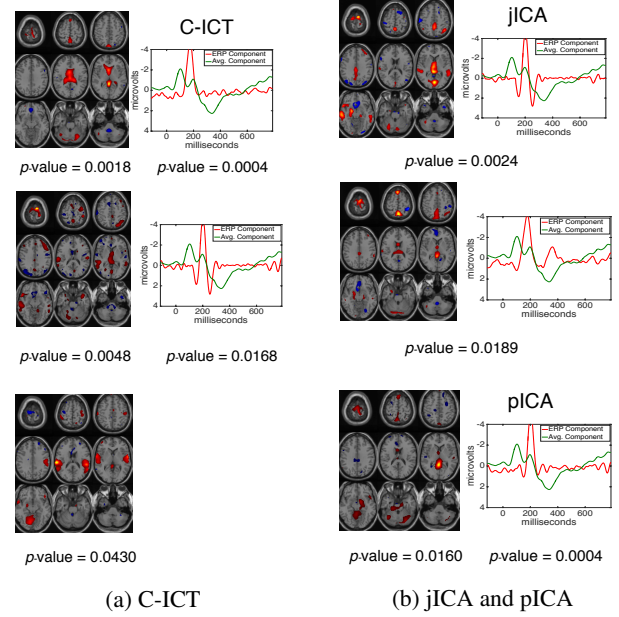 C-ICT
-4
-2
0
2
4
microvolts
ERP Component
Avg. Component
0 200 400 600
milliseconds
p-value = 0.0018 p-value = 0.0004
-4
-2
0
2
4
microvolts
ERP Component
Avg. Component
0 200 400 600
milliseconds
p-value = 0.0048 p-value = 0.0168
p-value = 0.0430
(a) C-ICT
jICA
-4
-2
0
2
4
microvolts
ERP Component
Avg. Component
0 200 400 600
milliseconds
p-value = 0.0024
-4
-2
0
2
4
microvolts
ERP Component
Avg. Component
0 200 400 600
milliseconds
p-value = 0.0189
pICA
-4
-2
0
2
4
microvolts
ERP Component
Avg. Component
0 200 400 600
milliseconds
p-value = 0.0160 p-value = 0.0004
(b) jICA and pICA